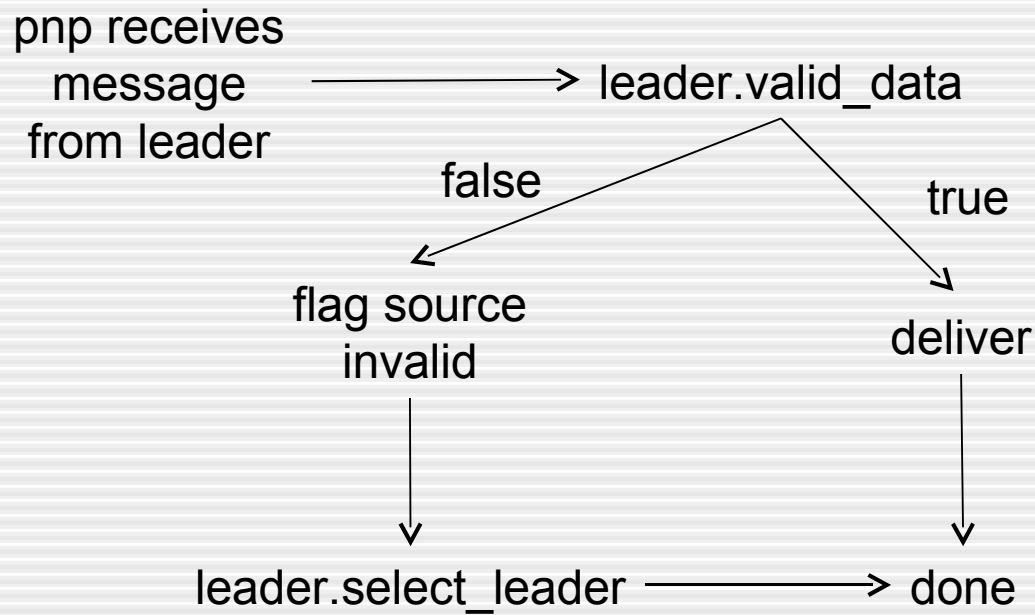 pnp receives
message
from leader
leader.valid_data
false
true
flag source
invalid
deliver
leader.select_leader
done